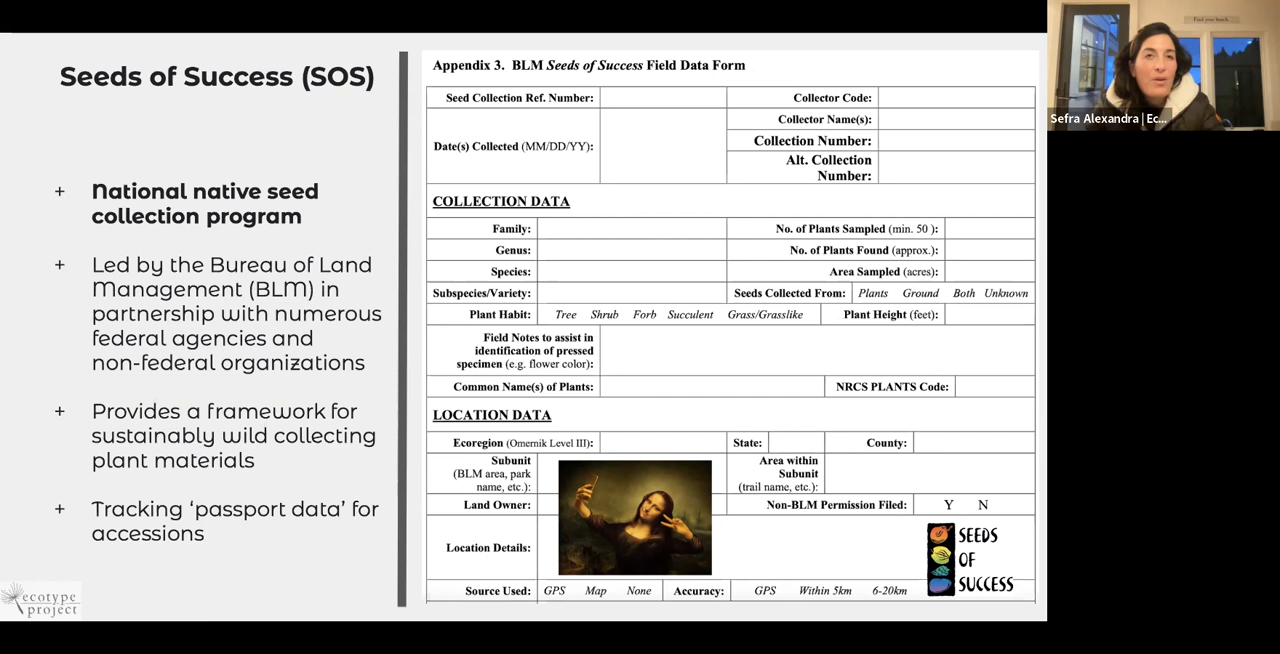 Seeds of Success (SOS)
+ National native seed
collection program
+ Led by the Bureau of Land
Management (BLM) in
partnership with numerous
federal agencies and
non-federal organizations
+ Provides a framework for
sustainably wild collecting
plant materials
+ Tracking ‘passport data’ for
accessions
ecotype
project
Appendix 3. BLM Seeds of Success Field Data Form
Seed Collection Ref. Number:
Collector Code:
Date(s) Collected (MM/DD/YY):
Collector Name(s):
Collection Number:
Alt. Collection
Number:
COLLECTION DATA
Family:
No. of Plants Sampled (min. 50 ):
Genus:
No. of Plants Found (approx.):
Species:
Area Sampled (acres):
Subspecies/Variety:
Seeds Collected From: Plants Ground Both Unknown
Plant Habit: Tree Shrub Forb Succulent Grass/Grasslike
Plant Height (feet):
Field Notes to assist in
identification of pressed
specimen (e.g. flower color):
Common Name(s) of Plants:
NRCS PLANTS Code:
LOCATION DATA
Ecoregion (Omernik Level III):
State:
County:
Subunit
(BLM area, park
name, etc.):
Area within
Subunit
(trail name, etc.):
Land Owner:
Non-BLM Permission Filed: Y N
Location Details:
SEEDS
OF
SUCCESS
Source Used: GPS Map None
Accuracy: GPS Within 5km 6-20km
Sefra Alexandra | Ec...